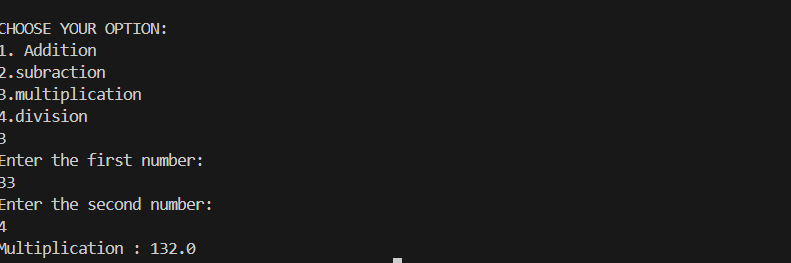 CHOOSE YOUR OPTION:
1. Addition
2.subraction
3.multiplication
4.division
3
Enter the first number:
33
Enter the second number:
4
Multiplication : 132.0